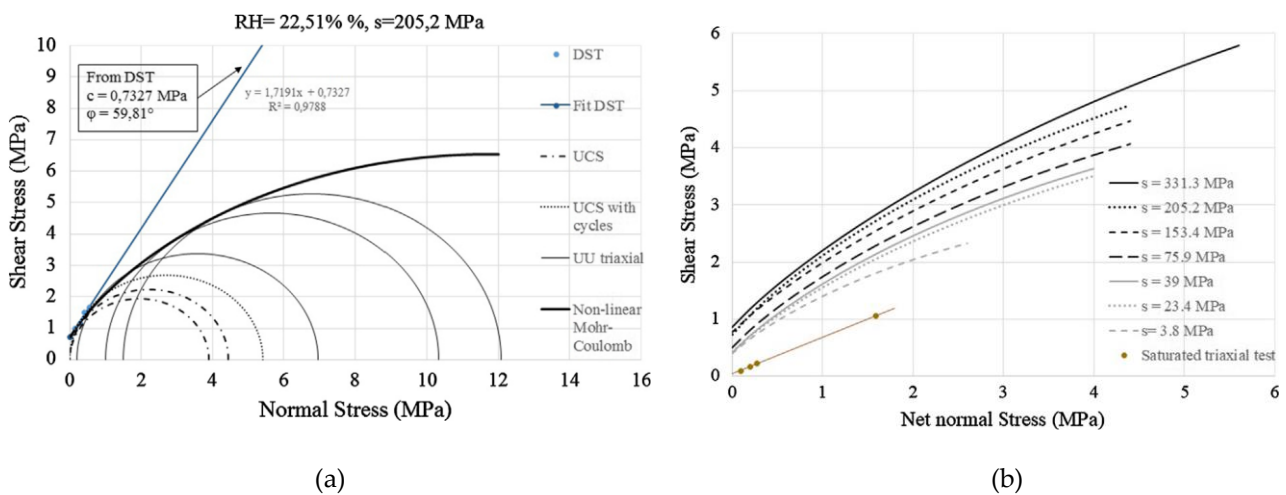 RH= 22,51% %, s=205,2 MPa
10
9
8
7
6
5
4
3
2
1
0
Shear Stress (MPa)
From DST
c = 0,7327 MPa
φ = 59,81°
y = 1,7191x + 0,7327
R² = 0,9788
DST
Fit DST
UCS
UCS with
cycles
UU triaxial
Non-linear
Mohr-
Coulomb
0 2 4 6 8 10 12 14 16
Normal Stress (MPa)
(a)
6
5
4
3
2
1
0
Shear Stress (MPa)
s = 331.3 MPa
s = 205.2 MPa
s = 153.4 MPa
s = 75.9 MPa
s = 39 MPa
s = 23.4 MPa
s= 3.8 MPa
Saturated triaxial test
0 1 2 3 4 5 6
Net normal Stress (MPa)
(b)